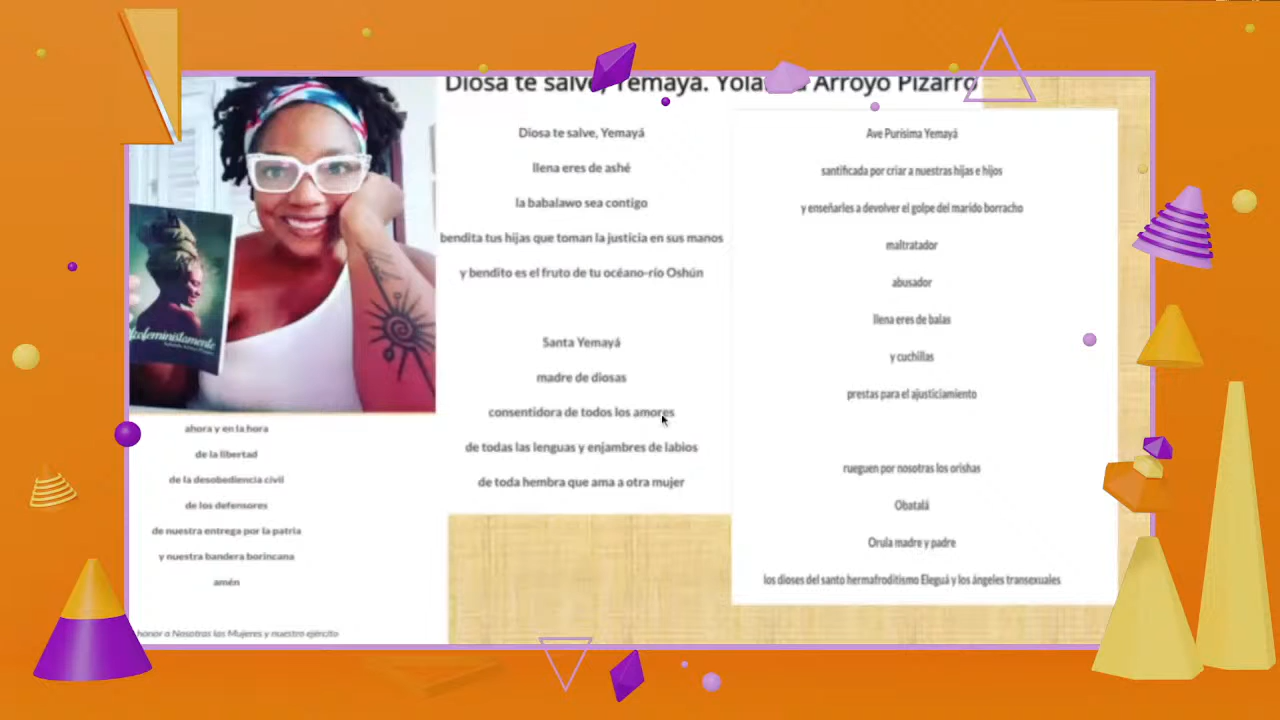 Diosa te salve, Yemayá. Yolanda Arroyo Pizarro
Diosa te salve, Yemayá
llena eres de ashé
la babalawo sea contigo
bendita tus hijas que toman la justicia en sus manos
y bendito es el fruto de tu océano-río Oshún
Santa Yemayá
madre de diosas
consentidora de todos los amores
de todas las lenguas y enjambres de labios
de toda hembra que ama a otra mujer
Ave Purísima Yemayá
santificada por criar a nuestras hijas e hijos
y enseñarles a devolver el golpe del marido borracho
maltratador
abusador
llena eres de balas
y cuchillas
prestas para el ajusticiamiento
rueguen por nosotras los orishas
Obatalá
Orula madre y padre
los dioses del santo hermafroditismo Eleguá y los ángeles transexuales
ahora y en la hora
de la libertad
de la desobediencia civil
de los defensores
de nuestra entrega por la patria
y nuestra bandera borincana
amén
honor a Nosotras las Mujeres y nuestro ejército